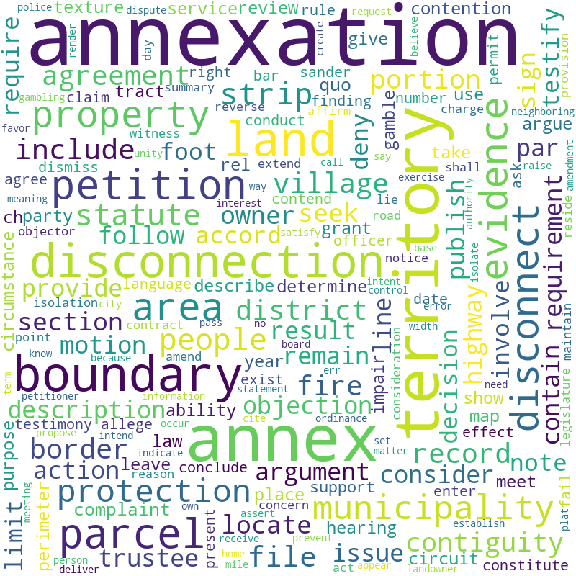 police dispute texture service review rule render request create believe permit provision
annexation
require agreement day right bar sander give contention sign testify
gambling claim tract strip quo finding number use portion neighboring
property summary reverse affirm deny gamble charge argue
favor witness conduct land territory evidence
include dismiss unity foot rel extend call say take shall par raise amendment
petition agree meaning way exercise lie village
objector interest contend road publish ask reside
ch party statute owner seek grant satisfy officer authority disconnect
circumstance follow accord notice isolate requirement
isolation language describe determine intent control base highway
disconnection city contract date error
provide area district impair line width involve contain
section point pass no result consideration decision legislature maintain
know because motion people board year remain err show need
term amend exist fire set map effect
boundary petitioner statement matter
description information cite objection ordinance record note
testimony allege occur annex ability law
propose intend
purpose border indicate leave conclude argument consider meet
limit action reason own place support concern enter plat fail
perimeter protection assert present municipality
meeting complaint locate hearing establish
parcel trustee receive home prevent circuit contiguity
person deliver file issue mile act appear landowner constitute